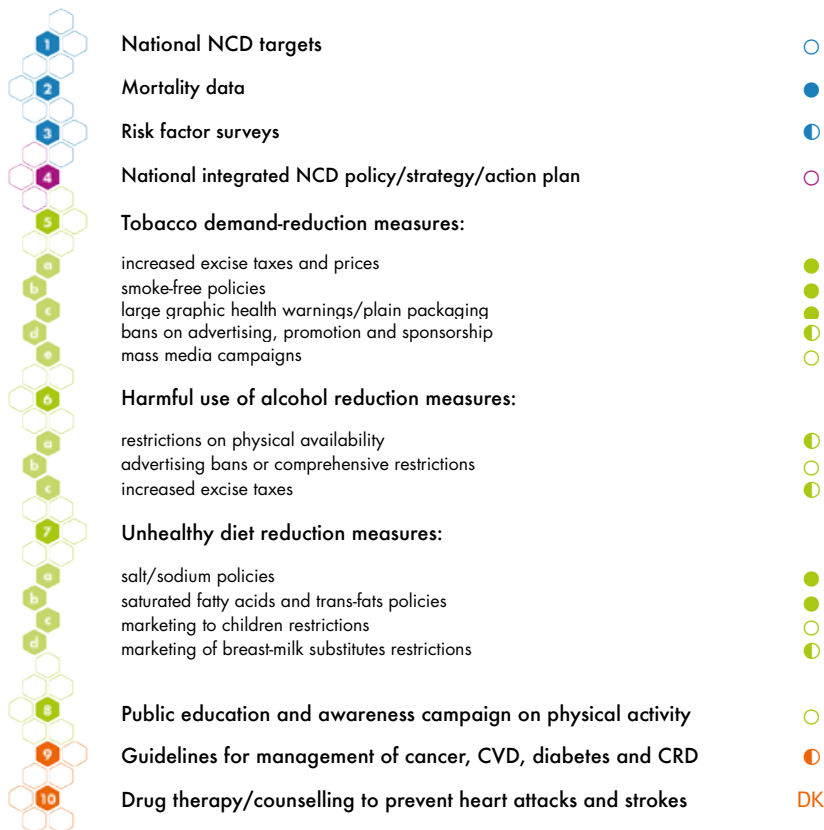 1 National NCD targets
2 Mortality data
3 Risk factor surveys
4 National integrated NCD policy/strategy/action plan
5 Tobacco demand-reduction measures:
a increased excise taxes and prices
b smoke-free policies
c large graphic health warnings/plain packaging
d bans on advertising, promotion and sponsorship
e mass media campaigns
6 Harmful use of alcohol reduction measures:
a restrictions on physical availability
b advertising bans or comprehensive restrictions
c increased excise taxes
7 Unhealthy diet reduction measures:
a salt/sodium policies
b saturated fatty acids and trans-fats policies
c marketing to children restrictions
d marketing of breast-milk substitutes restrictions
8 Public education and awareness campaign on physical activity
9 Guidelines for management of cancer, CVD, diabetes and CRD
10 Drug therapy/counselling to prevent heart attacks and strokes DK